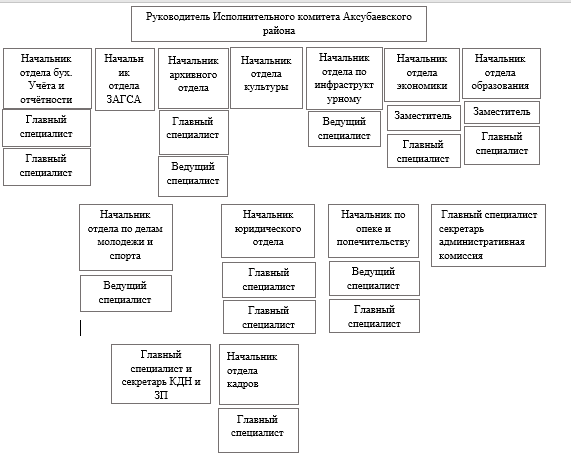 Руководитель Исполнительного комитета Аксубаевского
района
Начальник
отдела бух.
Учёта и
отчётности
Главный
специалист
Главный
специалист
Начальн
ик
отдела
ЗАГСА
Начальник
архивного
отдела
Главный
специалист
Ведущий
специалист
Начальник
отдела
культуры
Начальник
отдела по
инфраструкт
урному
Ведущий
специалист
Начальник
отдела
экономики
Заместитель
Главный
специалист
Начальник
отдела
образования
Заместитель
Главный
специалист
Начальник
отдела по делам
молодежи и
спорта
Ведущий
специалист
Начальник
юридического
отдела
Главный
специалист
Главный
специалист
Начальник по
опеке и
попечительству
Ведущий
специалист
Главный
специалист
Главный специалист
секретарь
административная
комиссия
Главный
специалист и
секретарь КДН и
ЗП
Начальник
отдела
кадров
Главный
специалист